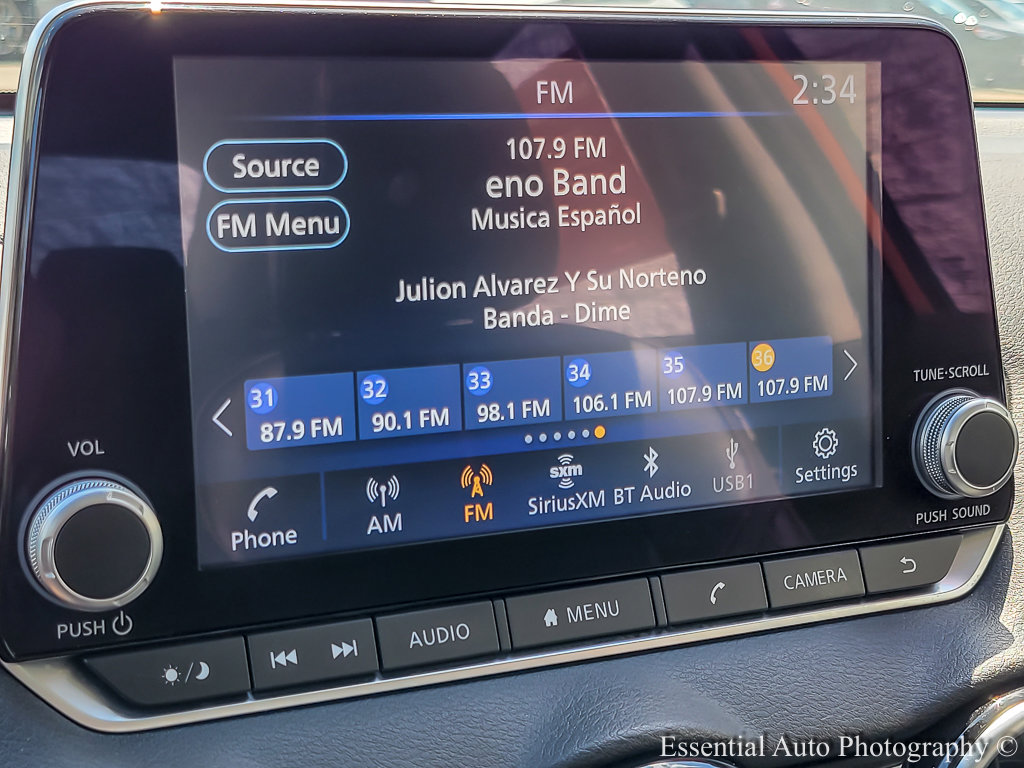 FM
2:34
Source
107.9 FM
eno Band
FM Menu
Musica Español
Julion Alvarez Y Su Norteno
Banda - Dime
31
87.9 FM
32
90.1 FM
33
98.1 FM
34
106.1 FM
35
107.9 FM
36
107.9 FM
Phone
AM
FM
sxm
SiriusXM
BT Audio
USB1
Settings
VOL
PUSH
TUNE·SCROLL
PUSH SOUND
AUDIO
MENU
CAMERA
Essential Auto Photography ©